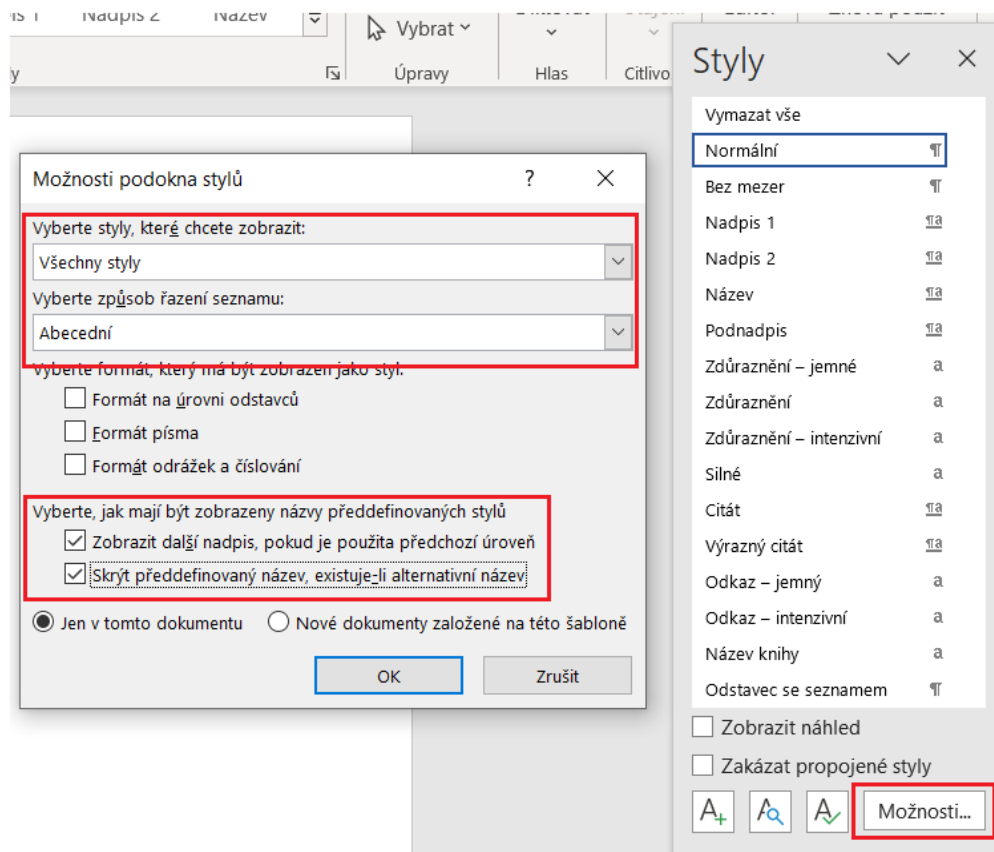 Nadpis 2
Název
Vybrat
Úpravy
Hlas
Citlivo
Styly
Vymazat vše
Normální
Bez mezer
Nadpis 1
Nadpis 2
Název
Podnadpis
Zdůraznění – jemné
Zdůraznění
Zdůraznění – intenzivní
Silné
Citát
Výrazný citát
Odkaz – jemný
Odkaz – intenzivní
Název knihy
Odstavec se seznamem
Zobrazit náhled
Zakázat propojené styly
Možnosti...
Možnosti podokna stylů
Vyberte styly, které chcete zobrazit:
Všechny styly
Vyberte způsob řazení seznamu:
Abecední
Vyberte formát, který má být zobrazen jako styl:
Formát na úrovni odstavců
Formát písma
Formát odrážek a číslování
Vyberte, jak mají být zobrazeny názvy předdefinovaných stylů
Zobrazit další nadpis, pokud je použita předchozí úroveň
Skrýt předdefinovaný název, existuje-li alternativní název
Jen v tomto dokumentu
Nové dokumenty založené na této šabloně
OK
Zrušit